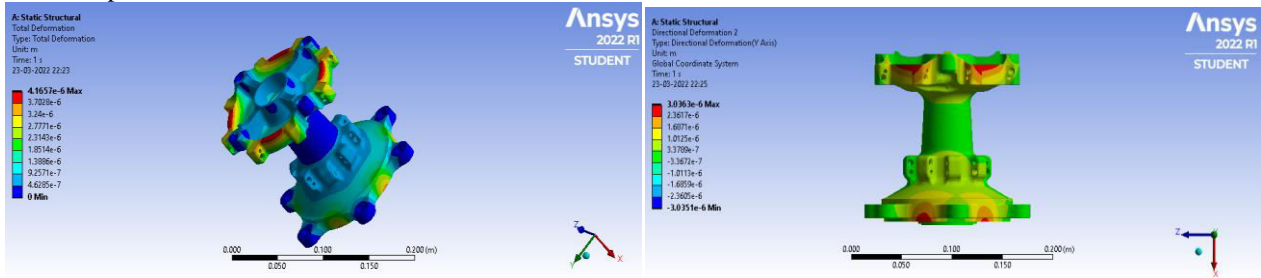 A: Static Structural
Total Deformation
Type: Total Deformation
Unit: m
Time: 1 s
23-03-2022 22:23
4.1657e-6 Max
3.7028e-6
3.24e-6
2.7771e-6
2.3143e-6
1.8514e-6
1.3886e-6
9.2571e-7
4.6285e-7
0 Min
Ansys
2022 R1
STUDENT
0.000
0.100
0.200 (m)
0.050
0.150
Z
Y
X
A: Static Structural
Directional Deformation 2
Type: Directional Deformation(Y Axis)
Unit: m
Global Coordinate System
Time: 1 s
23-03-2022 22:25
3.0363e-6 Max
2.3617e-6
1.6871e-6
1.0125e-6
3.3789e-7
-3.3672e-7
-1.0113e-6
-1.6859e-6
-2.3605e-6
-3.0351e-6 Min
Ansys
2022 R1
STUDENT
0.000
0.100
0.200 (m)
0.050
0.150
Z
Y
X